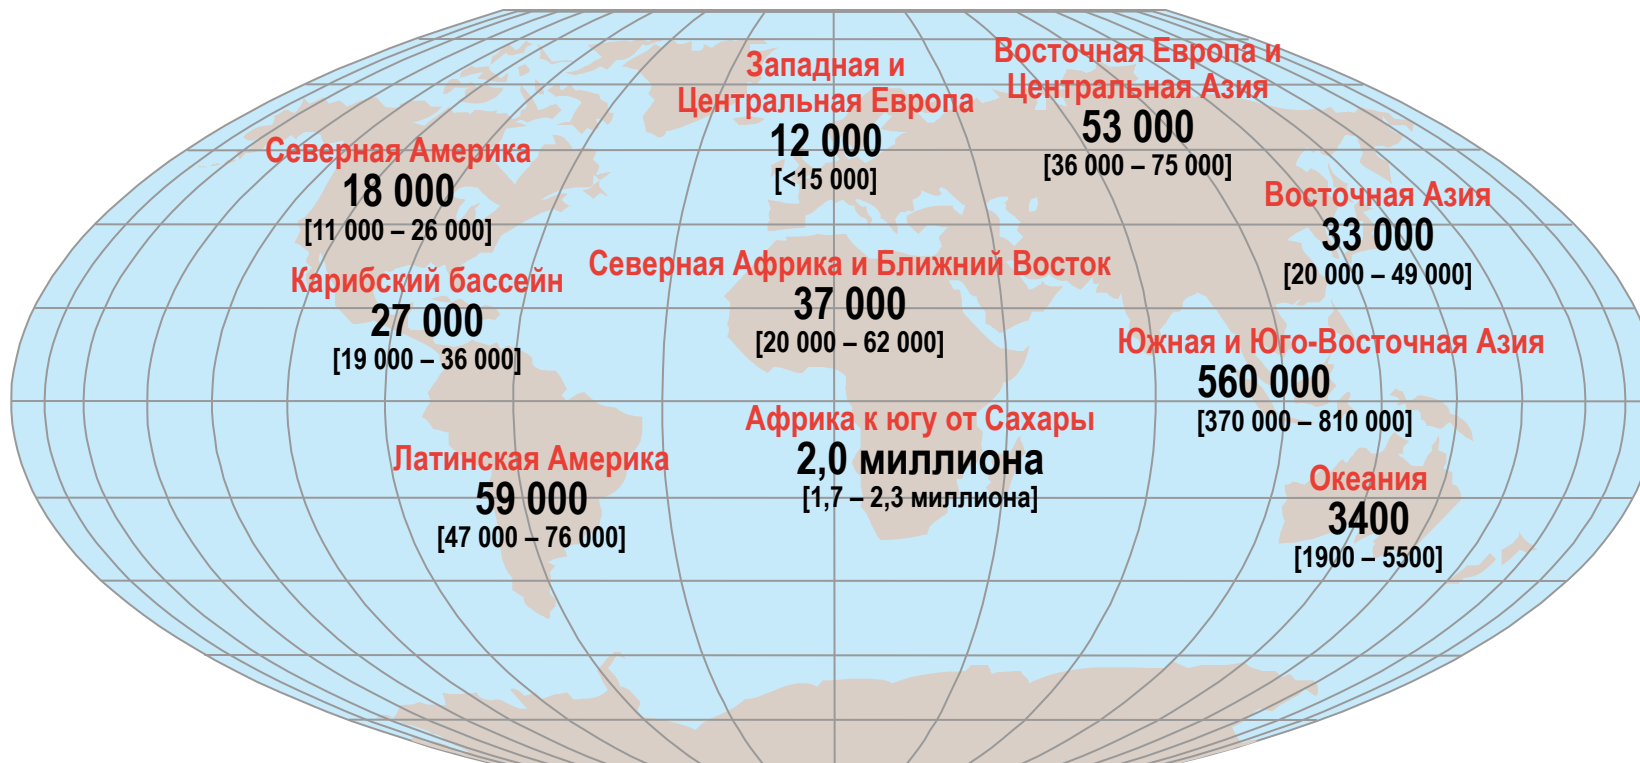 Западная и
Центральная Европа
12 000
[<15 000]
Восточная Европа и
Центральная Азия
53 000
[36 000 – 75 000]
Северная Америка
18 000
[11 000 – 26 000]
Восточная Азия
33 000
[20 000 – 49 000]
Карибский бассейн
27 000
[19 000 – 36 000]
Северная Африка и Ближний Восток
37 000
[20 000 – 62 000]
Южная и Юго-Восточная Азия
560 000
[370 000 – 810 000]
Африка к югу от Сахары
2,0 миллиона
[1,7 – 2,3 миллиона]
Латинская Америка
59 000
[47 000 – 76 000]
Океания
3400
[1900 – 5500]